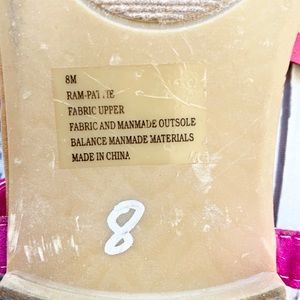 8M
RAM-PATTIE
FABRIC UPPER
FABRIC AND MANMADE OUTSOLE
BALANCE MANMADE MATERIALS
MADE IN CHINA
8